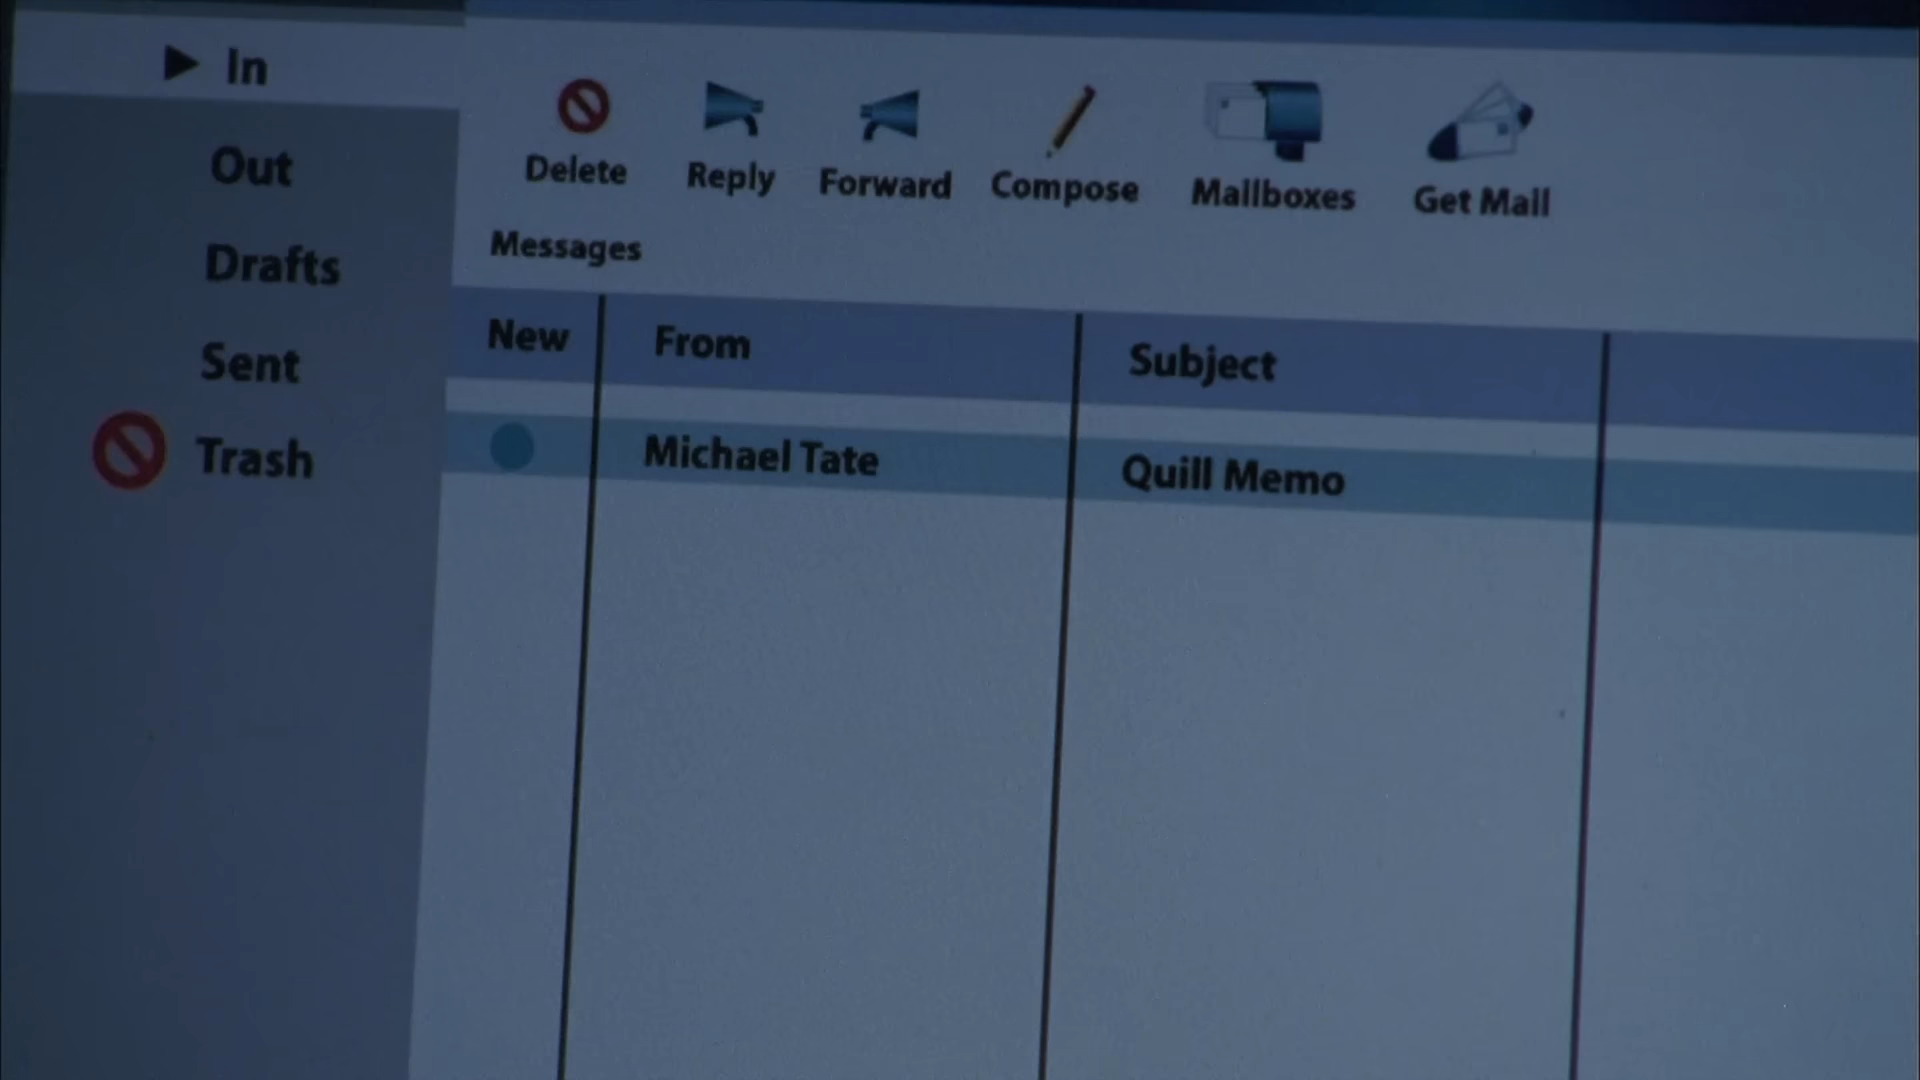 In
Out
Drafts
Sent
Trash
Delete Reply Forward Compose Mailboxes Get Mail
Messages
New From Subject
Michael Tate Quill Memo